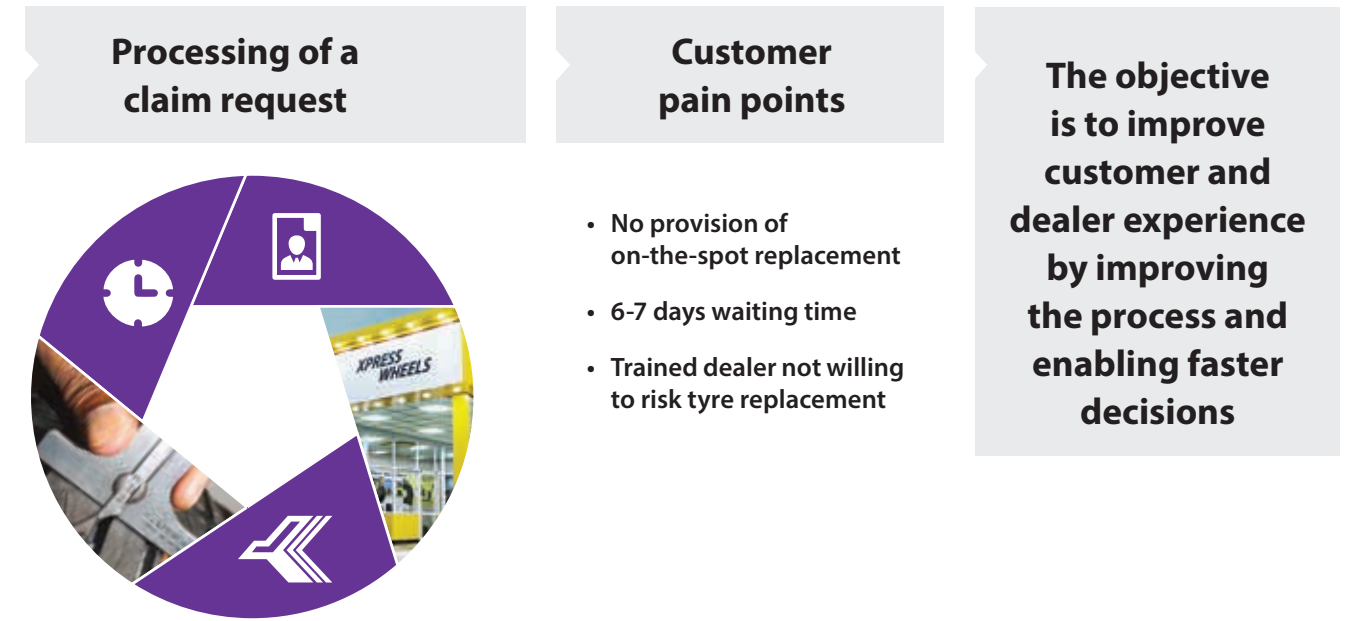 Processing of a
claim request
Customer
pain points
The objective
is to improve
customer and
dealer experience
by improving
the process and
enabling faster
decisions
• No provision of
on-the-spot replacement
• 6-7 days waiting time
• Trained dealer not willing
to risk tyre replacement
XPRESS
WHEELS